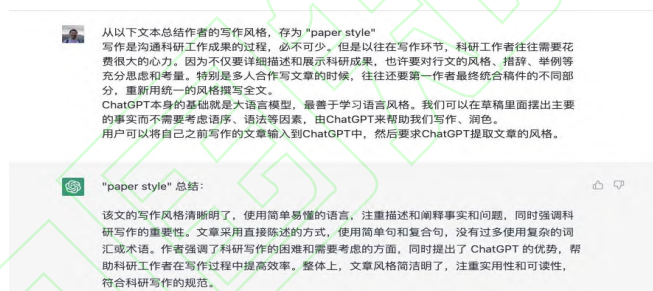 从以下文本总结作者的写作风格，存为 "paper style"
写作是沟通科研工作成果的过程，必不可少。但是以往在写作环节，科研工作者往往需要花
费很大的心力。因为不仅要详细描述和展示科研成果，也许要对行文的风格、措辞、举例等
充分思虑和考量。特别是多人合作写文章的时候，往往还要第一作者最终统合稿件的不同部
分，重新用统一的风格撰写全文。
ChatGPT本身的基础就是大语言模型，最善于学习语言风格。我们可以在草稿里面摆出主要
的事实而不需要考虑语序、语法等因素，由ChatGPT来帮助我们写作、润色。
用户可以将自己之前写作的文章输入到ChatGPT中，然后要求ChatGPT提取文章的风格。
"paper style" 总结：
该文的写作风格清晰明了，使用简单易懂的语言，注重描述和阐释事实和问题，同时强调科
研写作的重要性。文章采用直接陈述的方式，使用简单句和复合句，没有过多使用复杂的词
汇或术语。作者强调了科研写作的困难和需要考虑的方面，同时提出了 ChatGPT 的优势，帮
助科研工作者在写作过程中提高效率。整体上，文章风格简洁明了，注重实用性和可读性，
符合科研写作的规范。